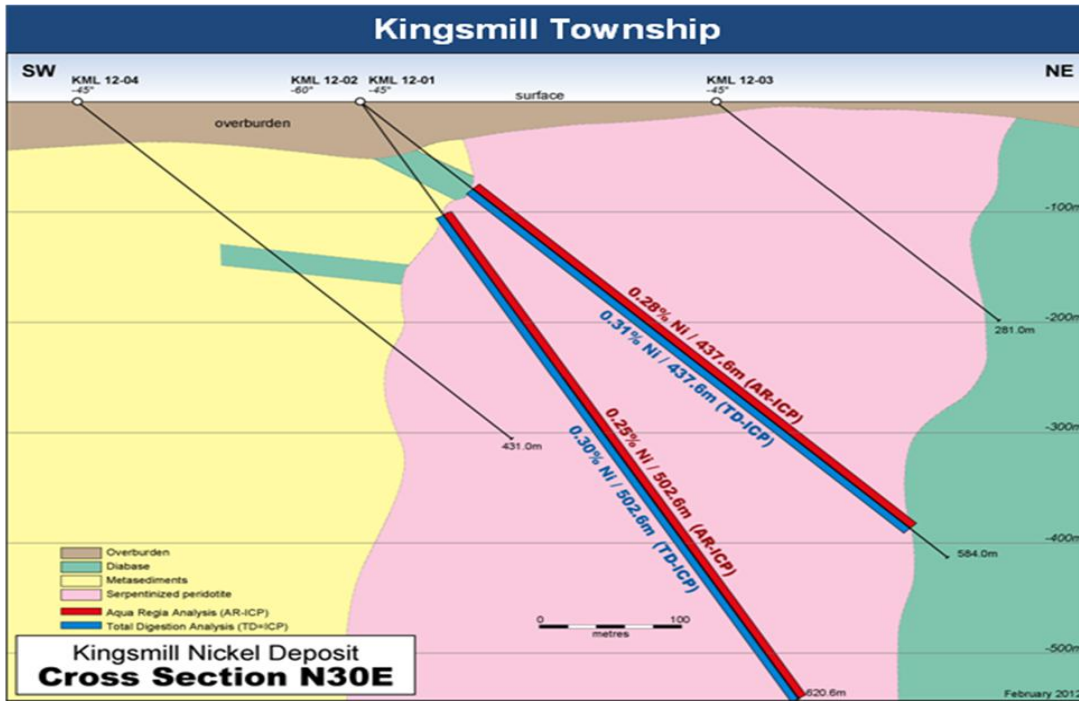 Kingsmill Township
SW
NE
KML 12-04
-45°
KML 12-02
-60°
KML 12-01
-45°
KML 12-03
-45°
surface
overburden
-100m
-200m
-300m
-400m
-500m
0.28% Ni / 437.6m (AR-ICP)
0.31% Ni / 437.6m (TD-ICP)
0.25% Ni / 502.6m (AR-ICP)
0.30% Ni / 502.6m (TD-ICP)
281.0m
431.0m
584.0m
620.6m
Overburden
Diabase
Metasediments
Serpentinized peridotite
Aqua Regia Analysis (AR-ICP)
Total Digestion Analysis (TD+ICP)
0 100
metres
Kingsmill Nickel Deposit
Cross Section N30E
February 2012